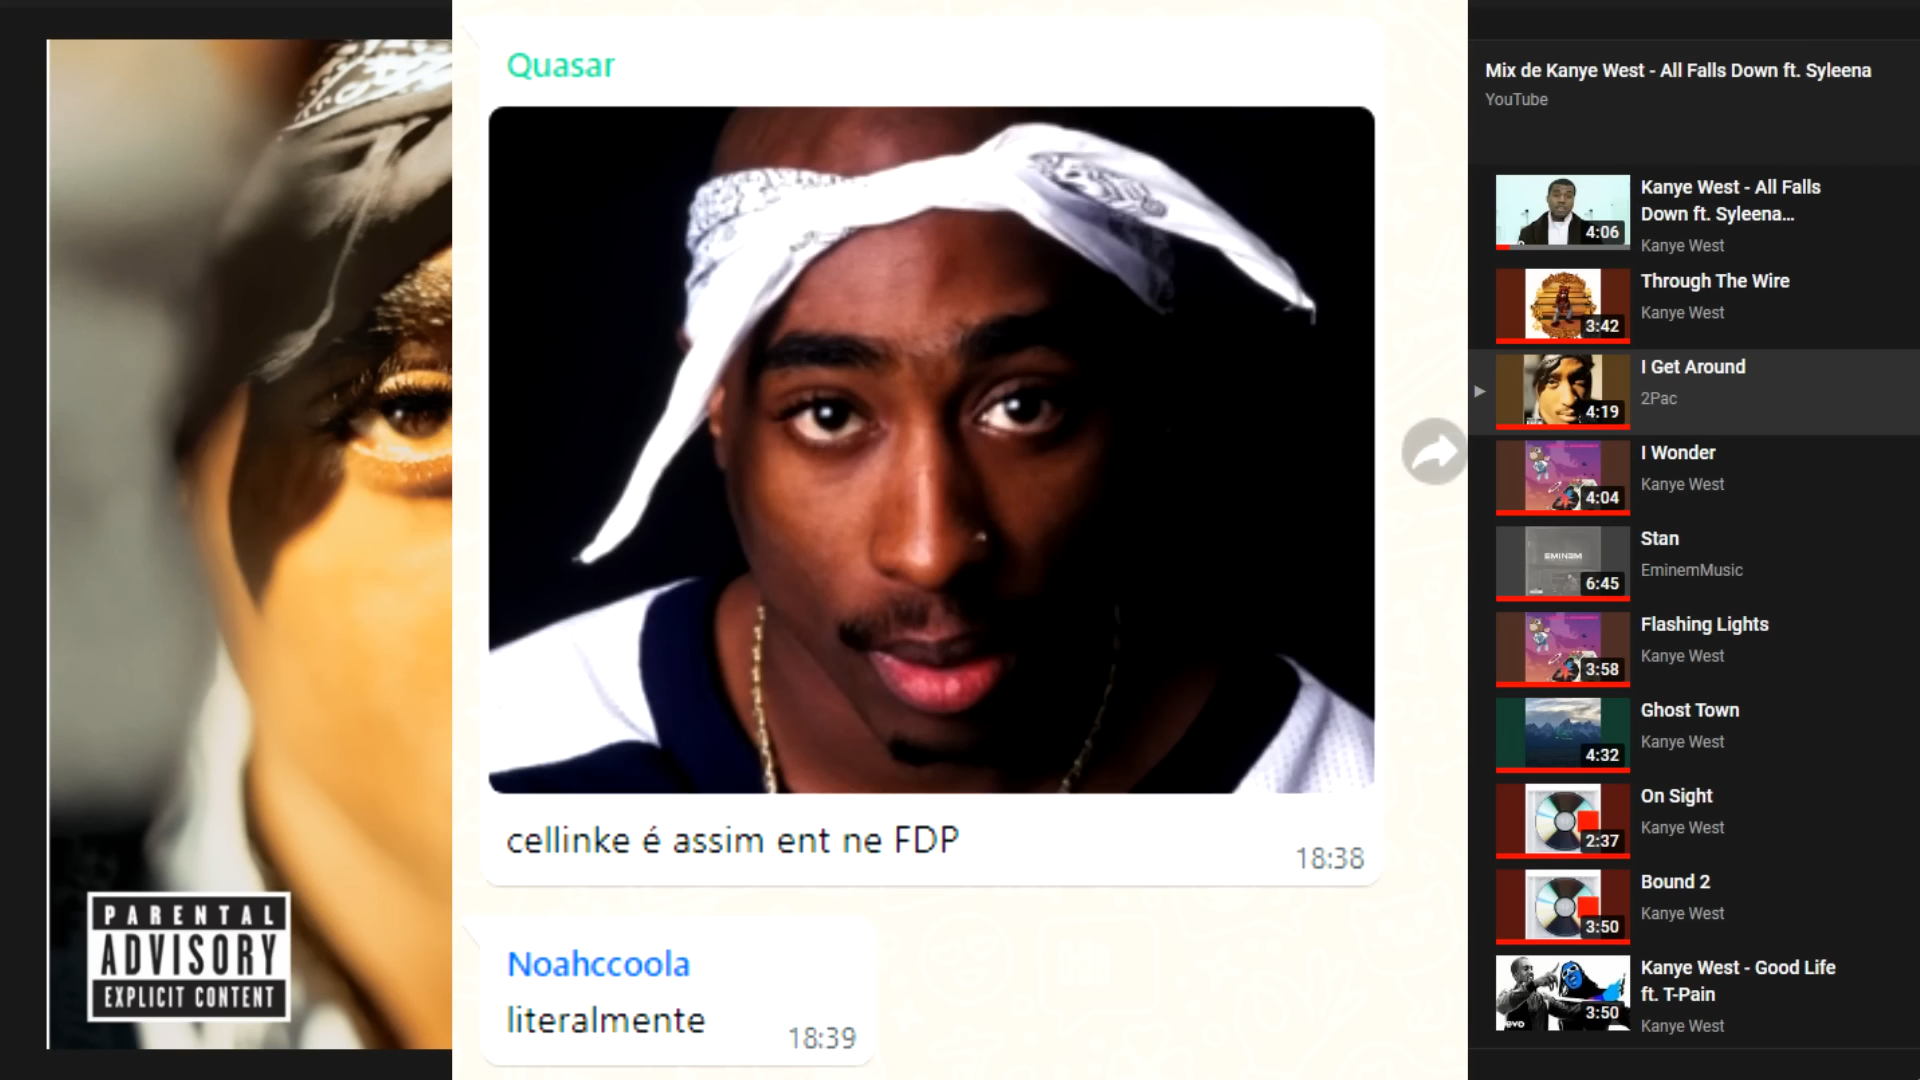 PARENTAL
ADVISORY
EXPLICIT CONTENT
Quasar
cellinke é assim ent ne FDP
18:38
Noahccoola
literalmente
18:39
Mix de Kanye West - All Falls Down ft. Syleena
YouTube
4:06
Kanye West - All Falls
Down ft. Syleena...
Kanye West
3:42
Through The Wire
Kanye West
4:19
I Get Around
2Pac
4:04
I Wonder
Kanye West
EMINEM
6:45
Stan
EminemMusic
3:58
Flashing Lights
Kanye West
4:32
Ghost Town
Kanye West
2:37
On Sight
Kanye West
3:50
Bound 2
Kanye West
3:50
Kanye West - Good Life
ft. T-Pain
Kanye West